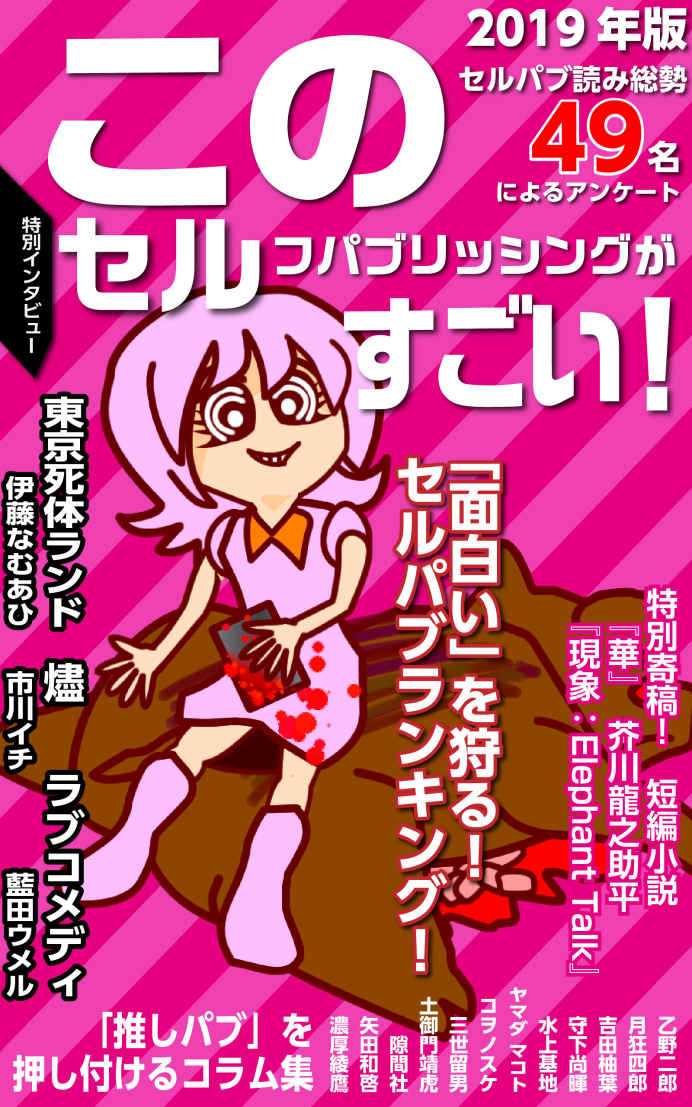 2019年版
セルパブ読み総勢
49名
によるアンケート
この
セルフパブリッシングが
すごい！
特別インタビュー
東京死体ランド
伊藤なむあひ
燼
市川イチ
ラブコメディ
藍田ウメル
「面白い」を狩る！
セルパブランキング！
特別寄稿！　短編小説
『華』　芥川龍之助平
『現象：Elephant Talk』
「推しパブ」を
押し付けるコラム集
乙野二郎
月狂四郎
吉田柚葉
守下尚暉
水上基地
ヤマダマコト
コヲノスケ
三世留男
土御門靖虎
隙間社
矢田和啓
濃厚綾鷹